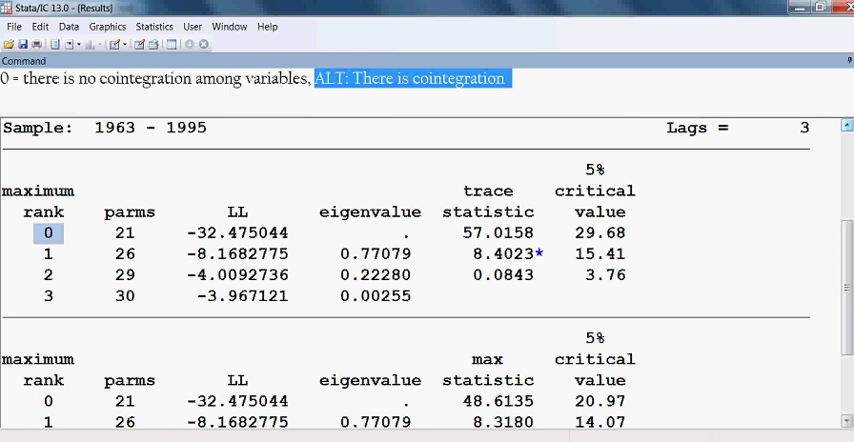 Stata/IC 13.0 - [Results]
File Edit Data Graphics Statistics User Window Help
Command
0 = there is no cointegration among variables, ALT: There is cointegration
Sample: 1963 - 1995 Lags = 3
5%
maximum trace critical
rank parms LL eigenvalue statistic value
0 21 -32.475044 . 57.0158 29.68
1 26 -8.1682775 0.77079 8.4023* 15.41
2 29 -4.0092736 0.22280 0.0843 3.76
3 30 -3.967121 0.00255
5%
maximum max critical
rank parms LL eigenvalue statistic value
0 21 -32.475044 . 48.6135 20.97
1 26 -8.1682775 0.77079 8.3180 14.07